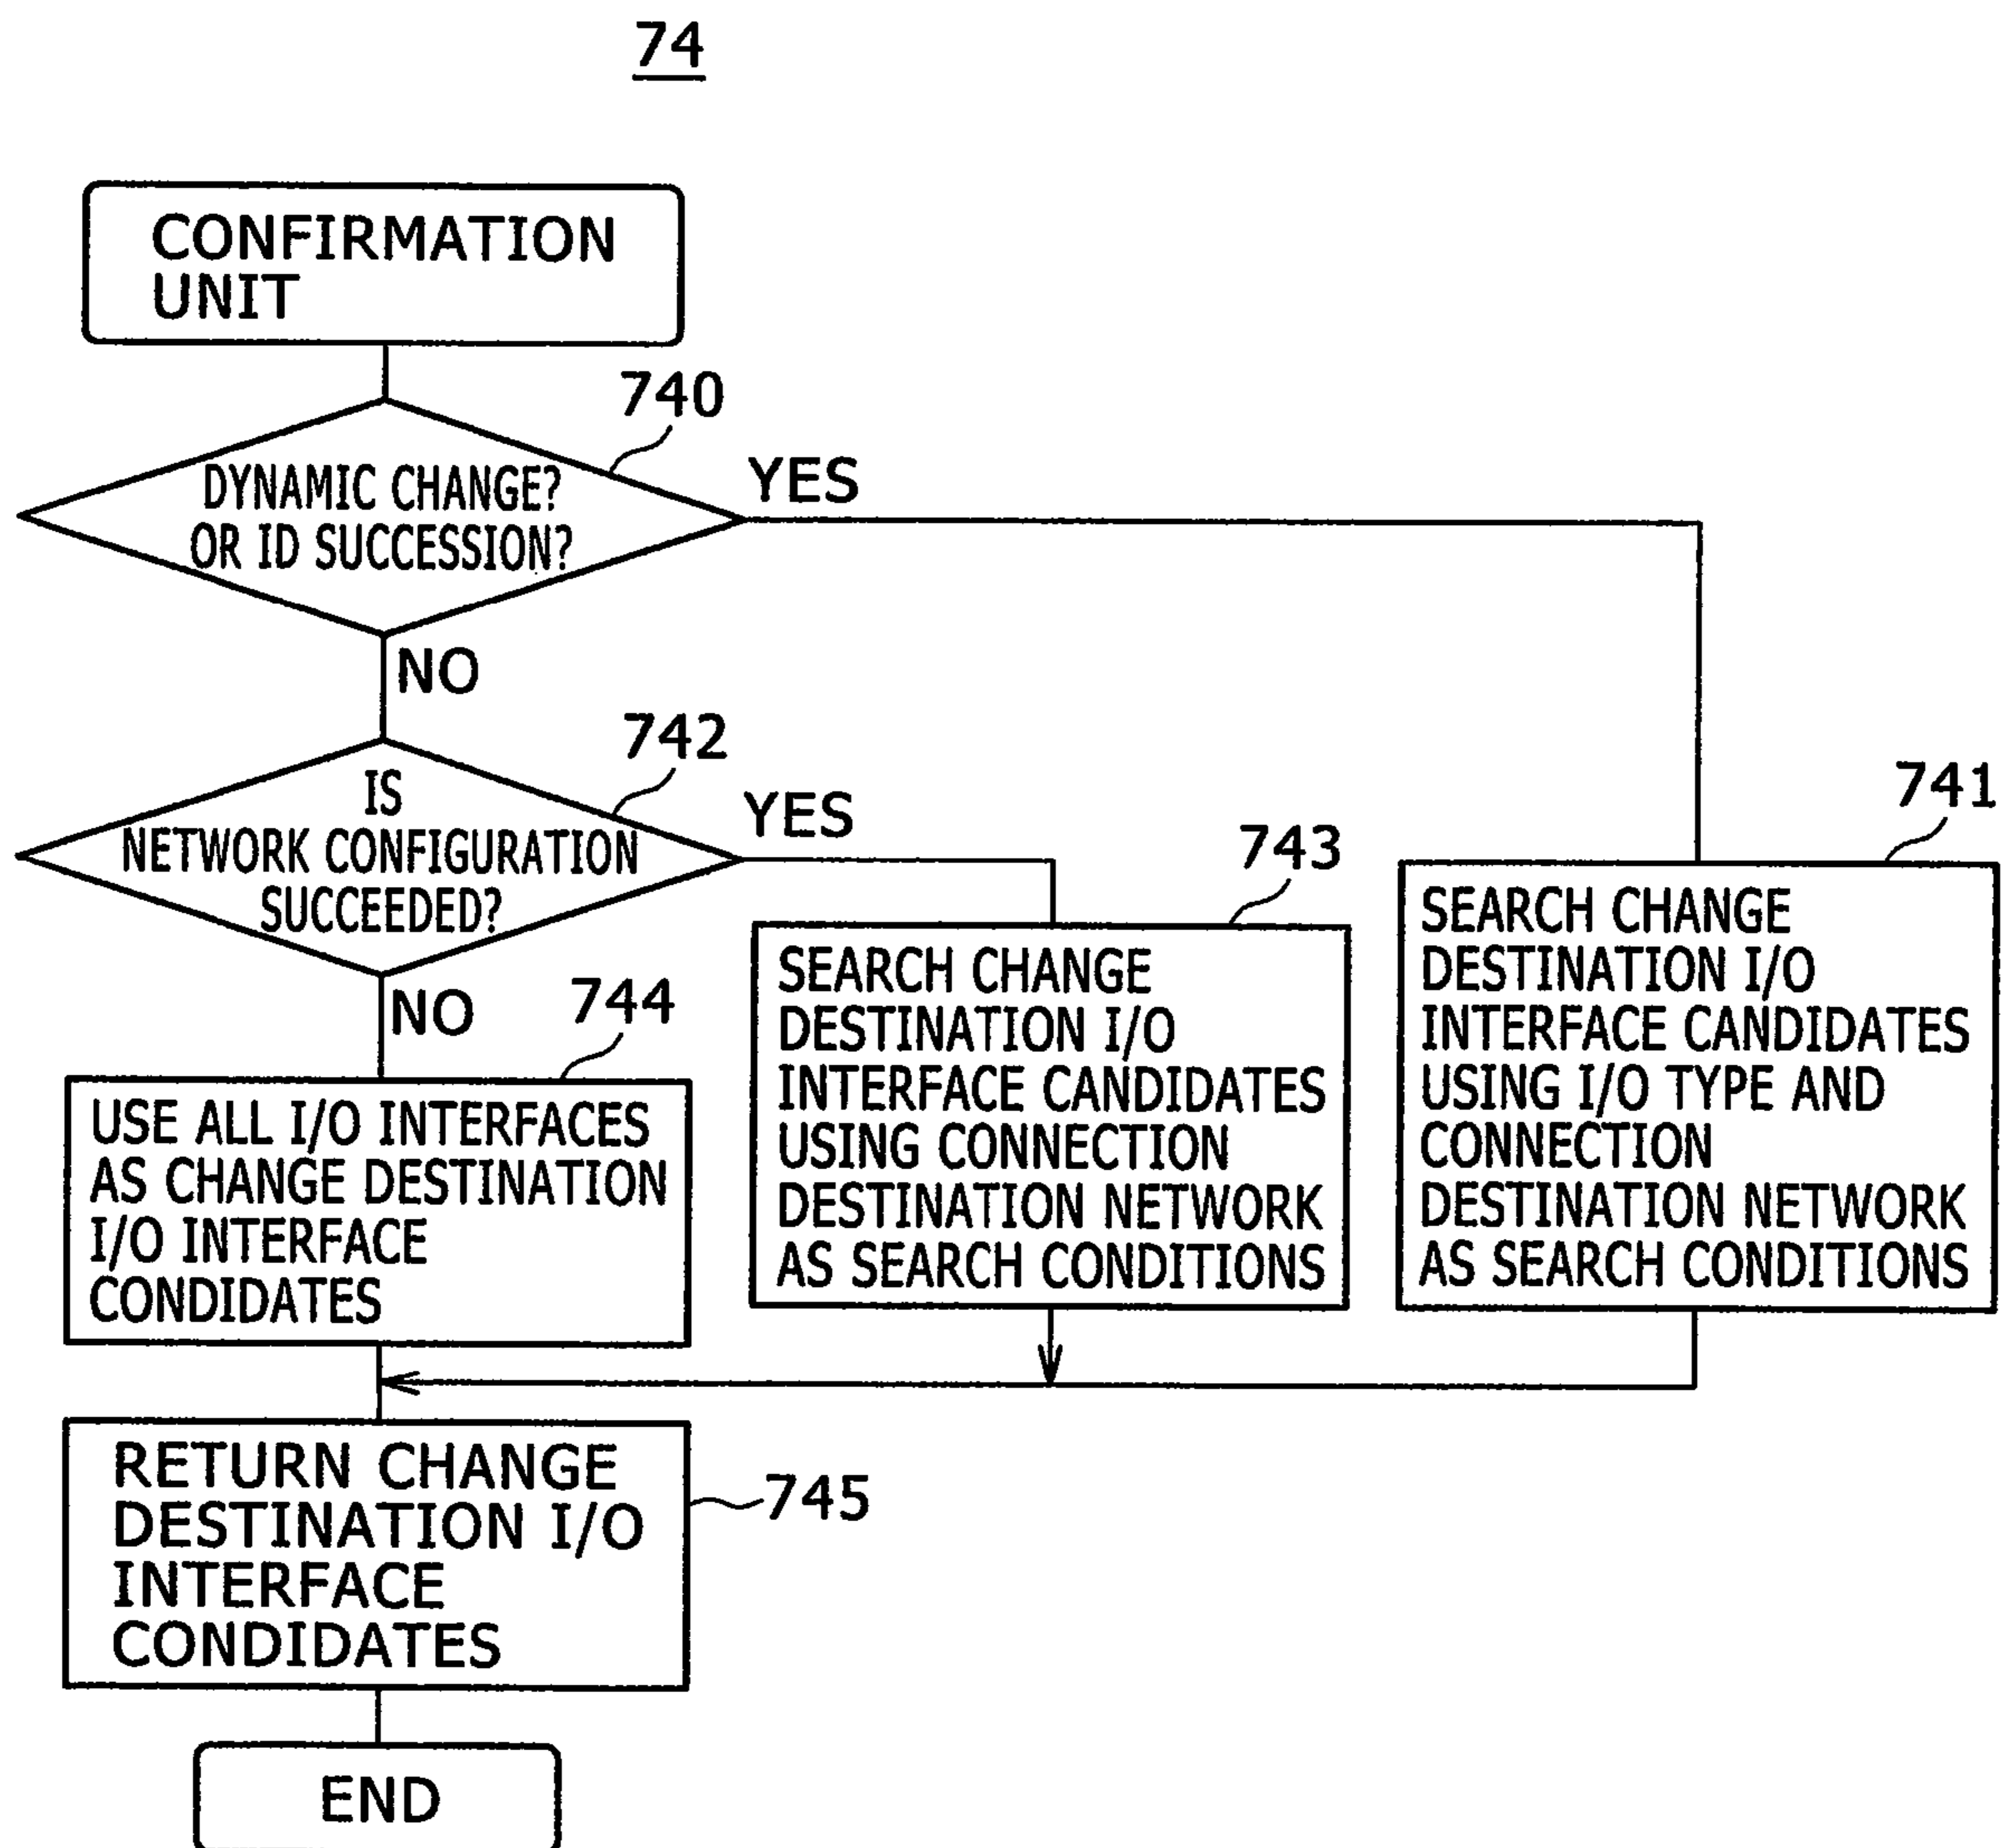 74
CONFIRMATION
UNIT
740
DYNAMIC CHANGE?
OR ID SUCCESSION?
YES
NO
742
IS
NETWORK CONFIGURATION
SUCCEEDED?
YES
NO
741
SEARCH CHANGE
DESTINATION I/O
INTERFACE CANDIDATES
USING I/O TYPE AND
CONNECTION
DESTINATION NETWORK
AS SEARCH CONDITIONS
743
SEARCH CHANGE
DESTINATION I/O
INTERFACE CANDIDATES
USING CONNECTION
DESTINATION NETWORK
AS SEARCH CONDITIONS
744
USE ALL I/O INTERFACES
AS CHANGE DESTINATION
I/O INTERFACE
CONDIDATES
RETURN CHANGE
DESTINATION I/O
INTERFACE
CONDIDATES
745
END